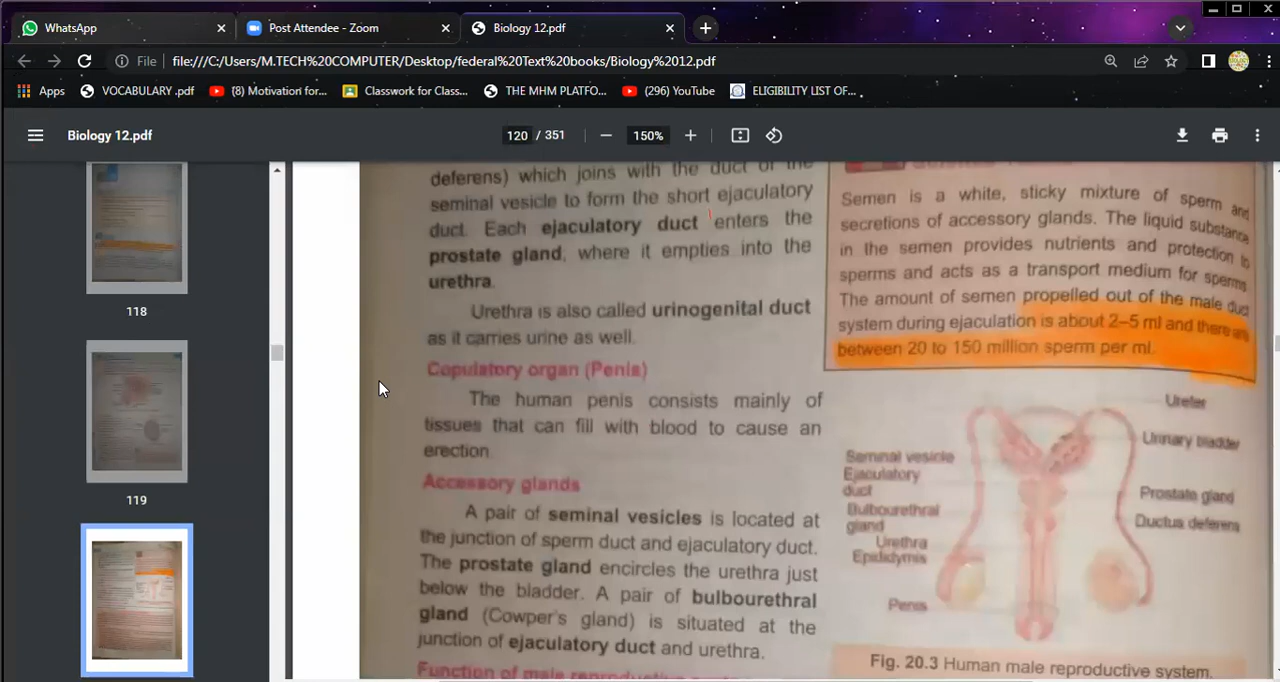 WhatsApp
Post Attendee - Zoom
Biology 12.pdf
File
file:///C:/Users/M.TECH%20COMPUTER/Desktop/federal%20Text%20books/Biology%2012.pdf
Apps
VOCABULARY .pdf
(8) Motivation for...
Classwork for Class...
THE MHM PLATFO...
(296) YouTube
ELIGIBILITY LIST OF...
Biology 12.pdf
120 / 351
150%
118
119
deferens) which joins with the duct of the
seminal vesicle to form the short ejaculatory
duct. Each ejaculatory duct enters the
prostate gland, where it empties into the
urethra.
Urethra is also called urinogenital duct
as it carries urine as well.
Copulatory organ (Penis)
The human penis consists mainly of
tissues that can fill with blood to cause an
erection.
Accessory glands
A pair of seminal vesicles is located at
the junction of sperm duct and ejaculatory duct.
The prostate gland encircles the urethra just
below the bladder. A pair of bulbourethral
gland (Cowper's gland) is situated at the
junction of ejaculatory duct and urethra.
Function of male reproductive
Semen is a white, sticky mixture of sperm and
secretions of accessory glands. The liquid substance
in the semen provides nutrients and protection to
sperms and acts as a transport medium for sperms
The amount of semen propelled out of the male duct
system during ejaculation is about 2–5 ml and there are
between 20 to 150 million sperm per ml.
Ureter
Urinary bladder
Seminal vesicle
Ejaculatory
duct
Prostate gland
Bulbourethral
gland
Ductus deferens
Urethra
Epididymis
Penis
Fig. 20.3 Human male reproductive system.